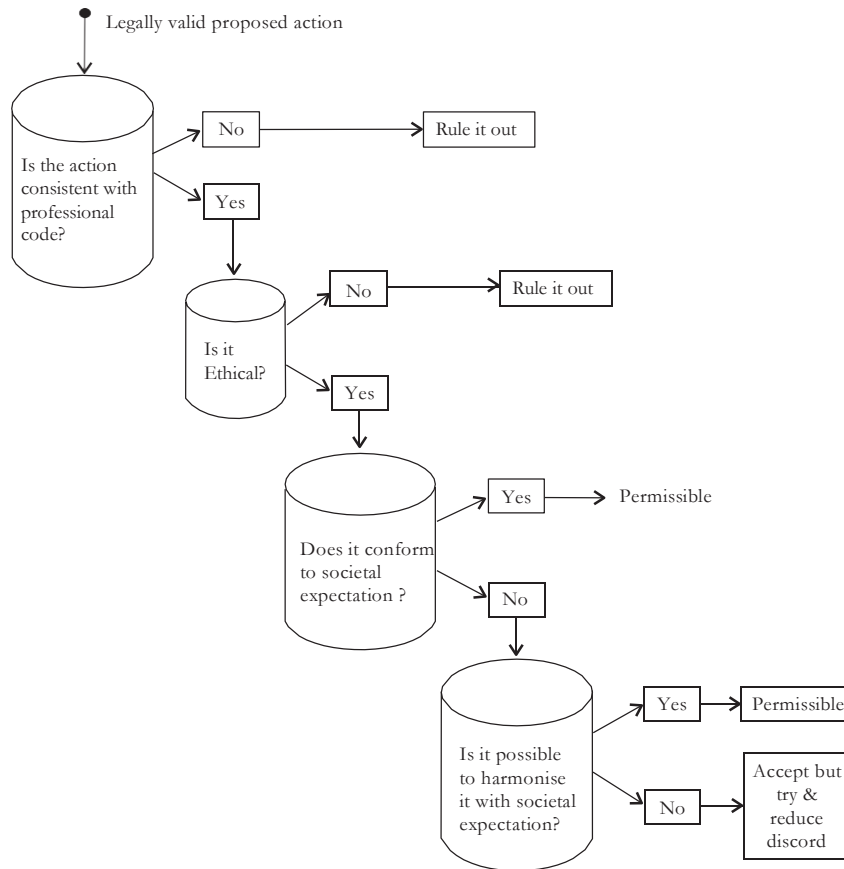 Legally valid proposed action
No
Rule it out
Is the action
consistent with
professional
code?
Yes
No
Rule it out
Is it
Ethical?
Yes
Yes
Permissible
Does it conform
to societal
expectation ?
No
Yes
Permissible
Is it possible
to harmonise
it with societal
expectation?
No
Accept but
try &
reduce
discord